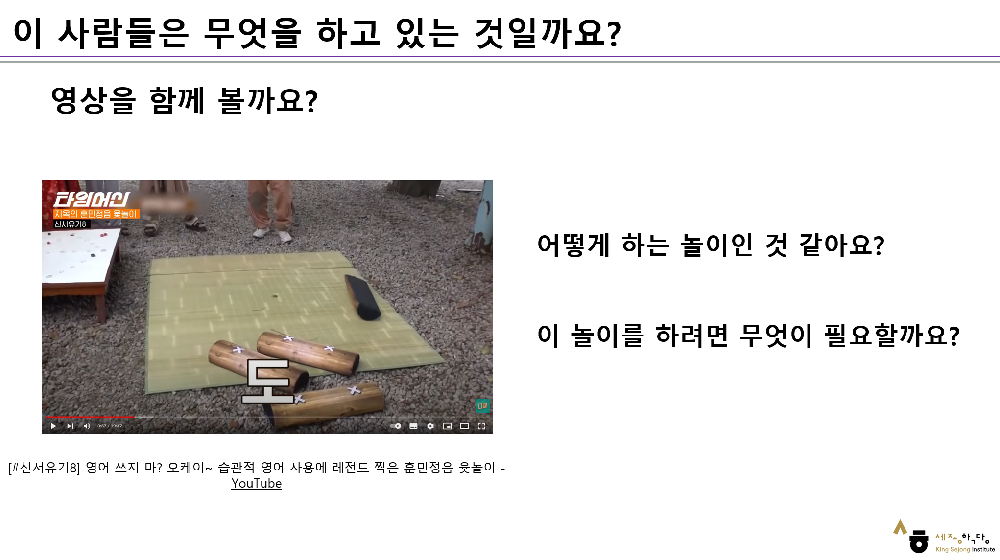 이 사람들은 무엇을 하고 있는 것일까요?
영상을 함께 볼까요?
타임어신
지옥의 훈민정음 윷놀이
신서유기8
도
디글
3:57 / 19:47
어떻게 하는 놀이인 것 같아요?
이 놀이를 하려면 무엇이 필요할까요?
[#신서유기8] 영어 쓰지 마? 오케이~ 습관적 영어 사용에 레전드 찍은 훈민정음 윷놀이 -
YouTube
세종학당
King Sejong Institute